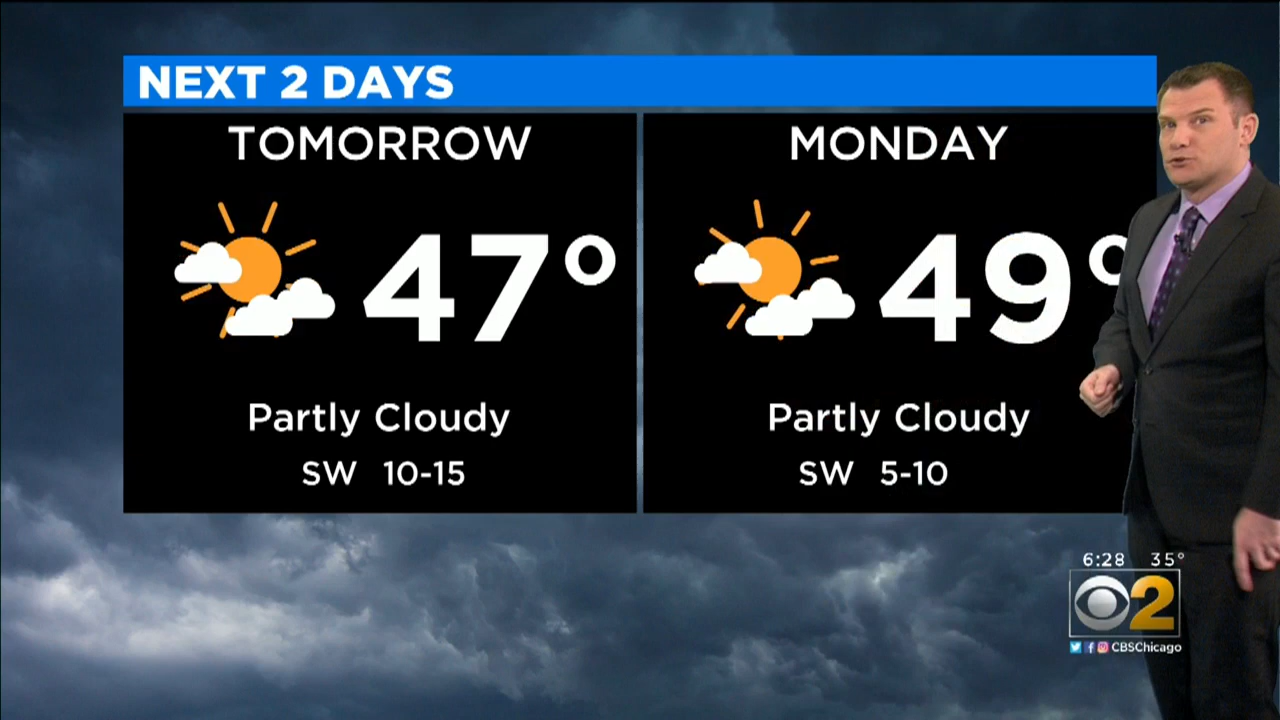 NEXT 2 DAYS
TOMORROW
47°
Partly Cloudy
SW 10-15
MONDAY
49°
Partly Cloudy
SW 5-10
6:28 35°
2
CBSChicago